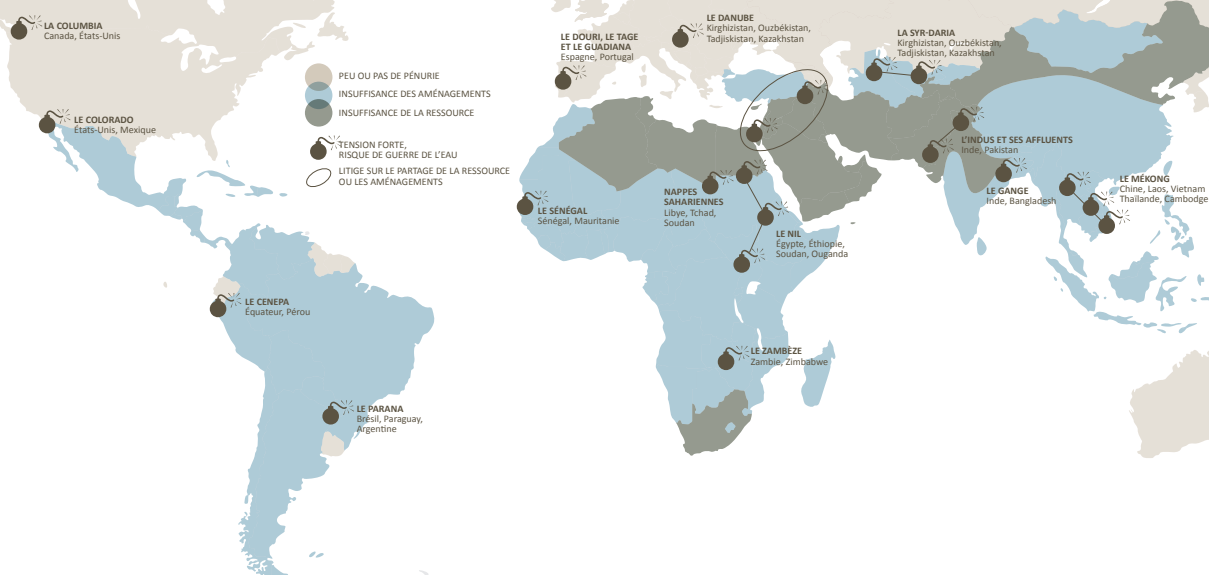 LA COLUMBIA
Canada, États-Unis
LE COLORADO
États-Unis, Mexique
PEU OU PAS DE PÉNURIE
INSUFFISANCE DES AMÉNAGEMENTS
INSUFFISANCE DE LA RESSOURCE
TENSION FORTE,
RISQUE DE GUERRE DE L'EAU
LITIGE SUR LE PARTAGE DE LA RESSOURCE
OU LES AMÉNAGEMENTS
LE DOURI, LE TAGE
ET LE GUADIANA
Espagne, Portugal
LE DANUBE
Kirghizistan, Ouzbékistan,
Tadjiskistan, Kazakhstan
LA SYR-DARIA
Kirghizistan, Ouzbékistan,
Tadjiskistan, Kazakhstan
L'INDUS ET SES AFFLUENTS
Inde, Pakistan
LE GANGE
Inde, Bangladesh
LE MÉKONG
Chine, Laos, Vietnam
Thaïlande, Cambodge
NAPPES
SAHARIENNES
Libye, Tchad,
Soudan
LE SÉNÉGAL
Sénégal, Mauritanie
LE NIL
Égypte, Éthiopie,
Soudan, Ouganda
LE CENEPA
Équateur, Pérou
LE ZAMBÈZE
Zambie, Zimbabwe
LE PARANA
Brésil, Paraguay,
Argentine